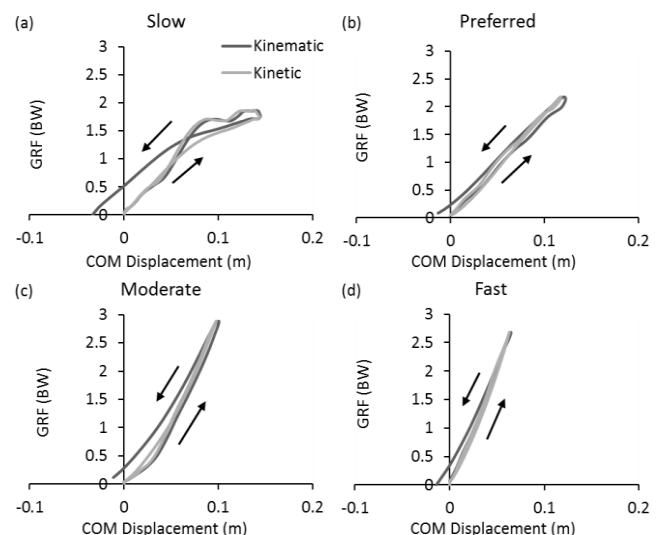 (a) Slow
Kinematic
Kinetic
3
2.5
2
1.5
1
0.5
0
GRF (BW)
-0.1 0 0.1 0.2
COM Displacement (m)
(b) Preferred
3
2.5
2
1.5
1
0.5
0
GRF (BW)
-0.1 0 0.1 0.2
COM Displacement (m)
(c) Moderate
3
2.5
2
1.5
1
0.5
0
GRF (BW)
-0.1 0 0.1 0.2
COM Displacement (m)
(d) Fast
3
2.5
2
1.5
1
0.5
0
GRF (BW)
-0.1 0 0.1 0.2
COM Displacement (m)